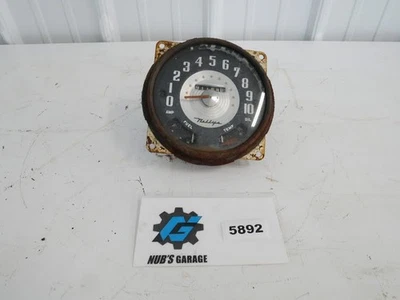 0 1 2 3 4 5 6 7 8 9 10
FUEL TEMP
Willys
5892
NUB'S GARAGE